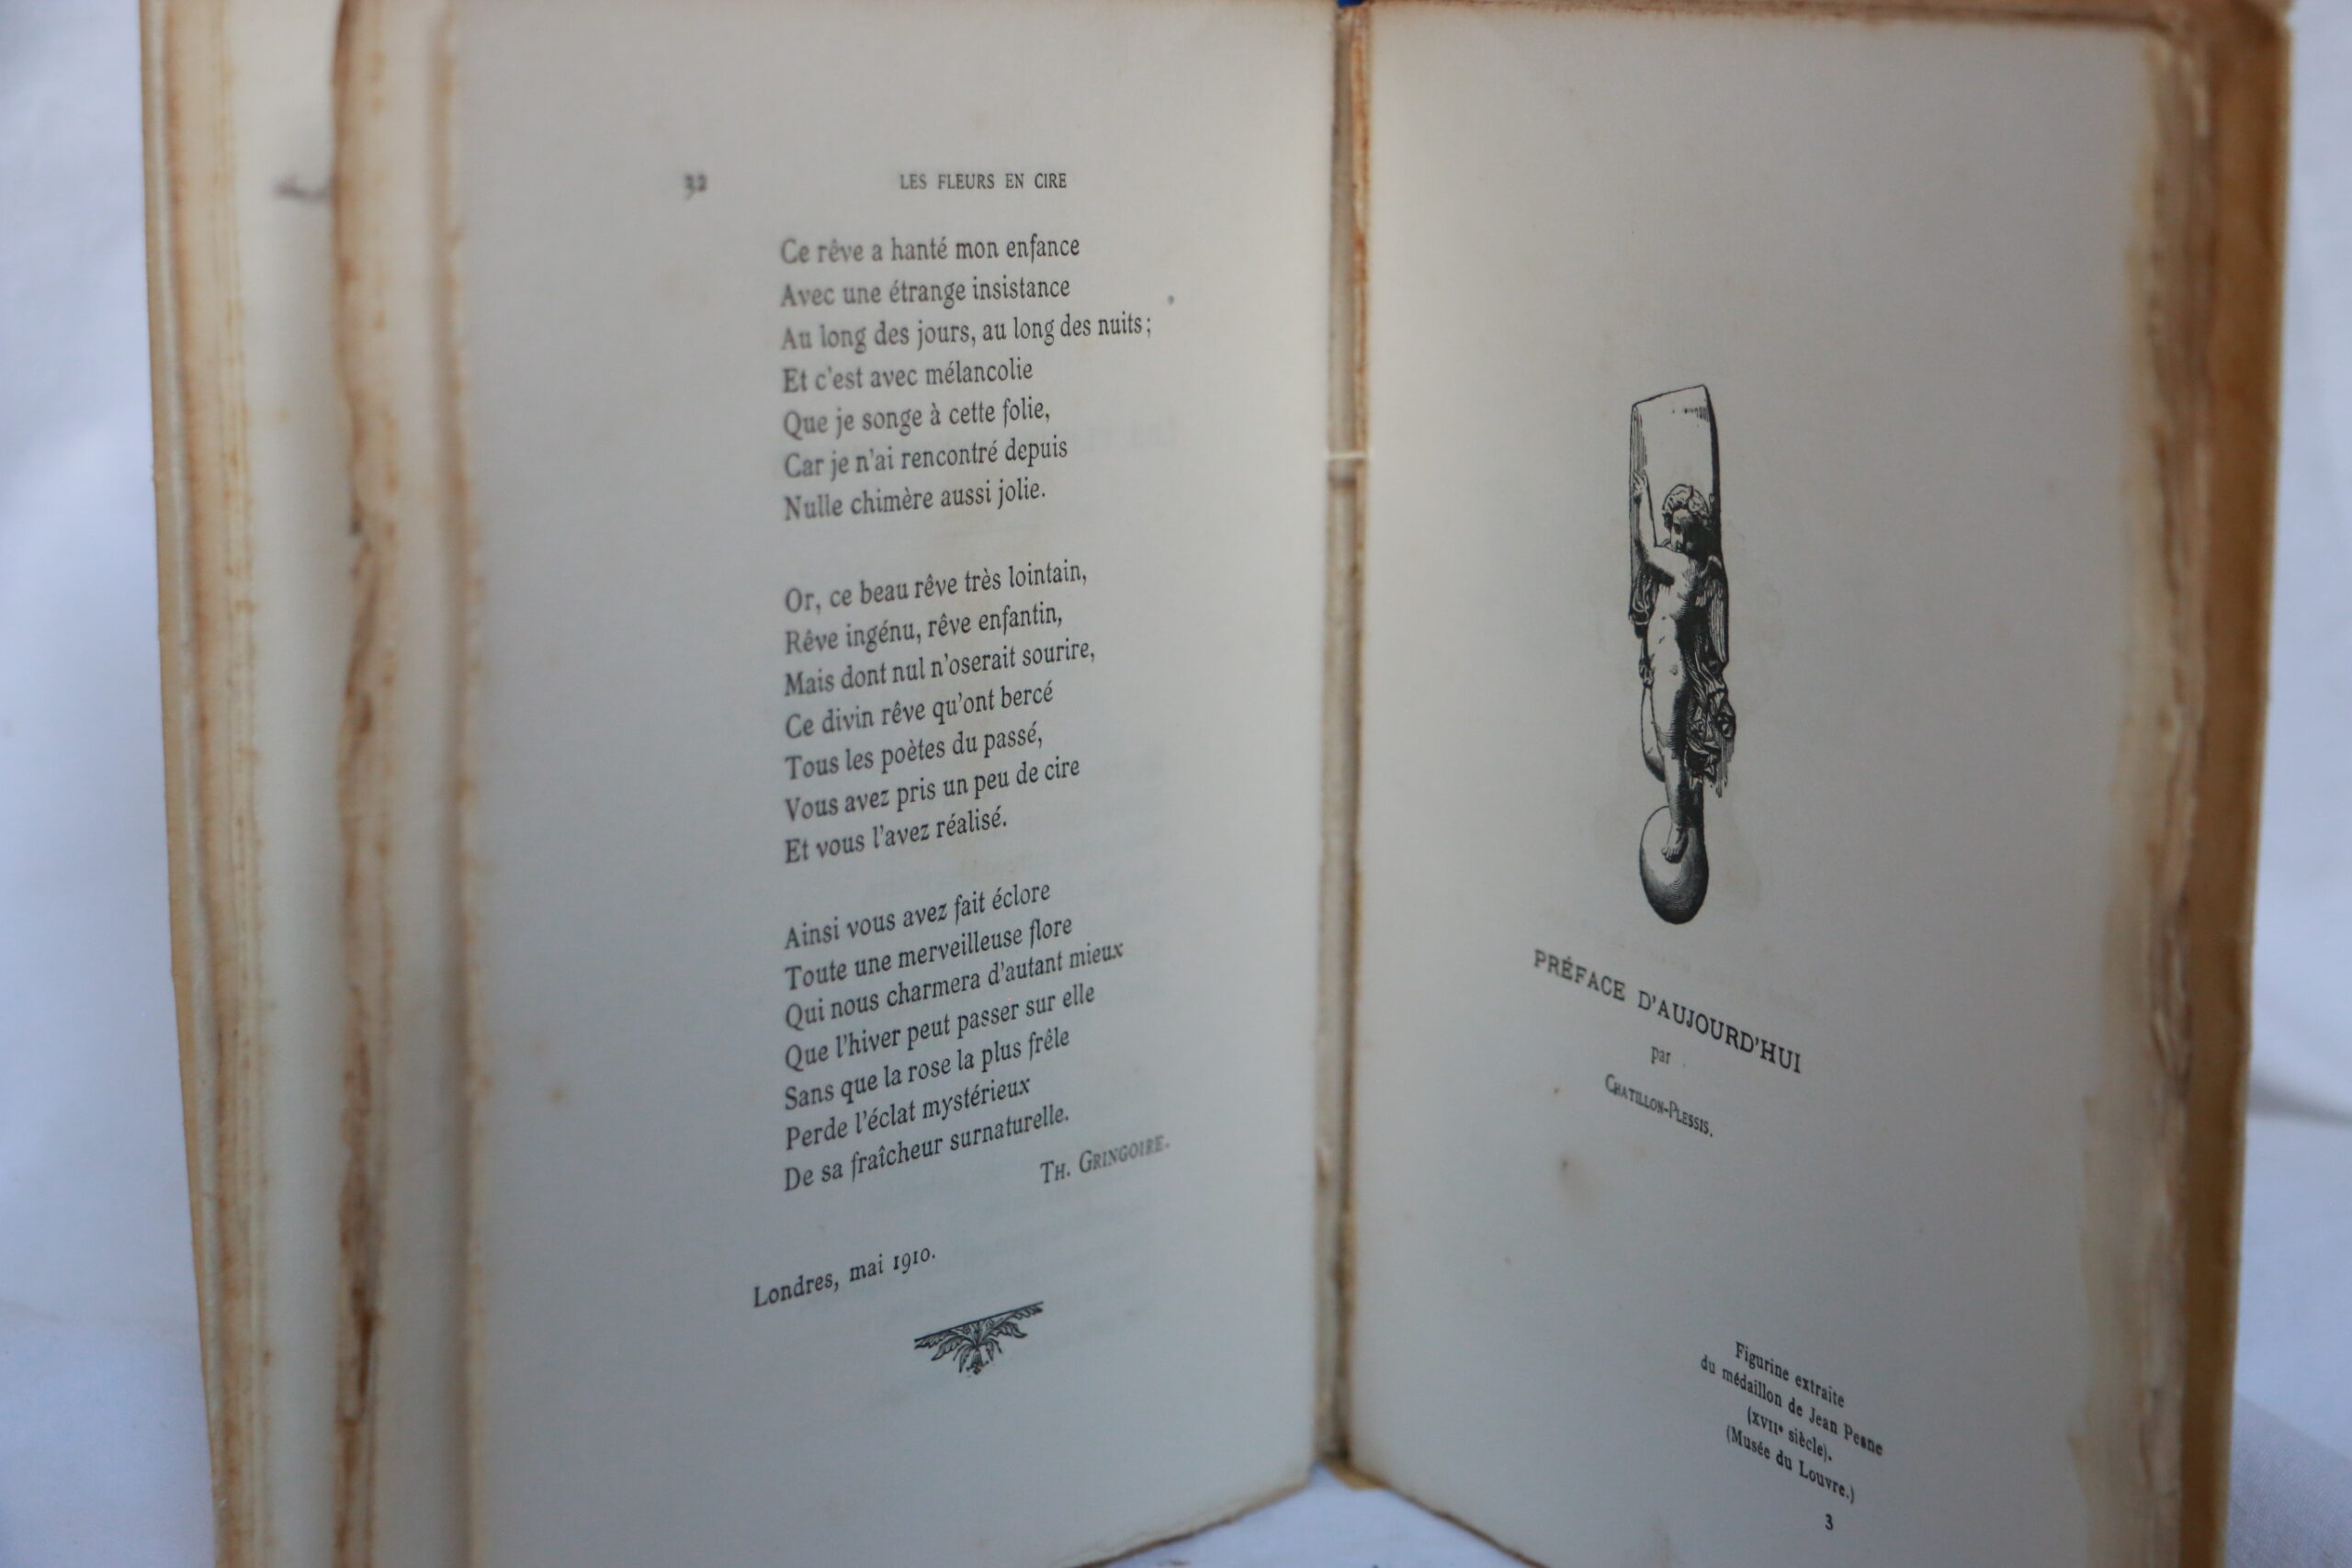 32
LES FLEURS EN CIRE
Ce rêve a hanté mon enfance
Avec une étrange insistance
Au long des jours, au long des nuits;
Et c'est avec mélancolie
Que je songe à cette folie,
Car je n'ai rencontré depuis
Nulle chimère aussi jolie.
Or, ce beau rêve très lointain,
Rêve ingénu, rêve enfantin,
Mais dont nul n'oserait sourire,
Ce divin rêve qu'ont bercé
Tous les poètes du passé,
Vous avez pris un peu de cire
Et vous l'avez réalisé.
Ainsi vous avez fait éclore
Toute une merveilleuse flore
Qui nous charmera d'autant mieux
Que l'hiver peut passer sur elle
Sans que la rose la plus frêle
Perde l'éclat mystérieux
De sa fraîcheur surnaturelle.
TH. GRINGOIRE.
Londres, mai 1910.
PRÉFACE D'AUJOURD'HUI
par
CHATILLON-PLESSIS.
Figurine extraite
du médaillon de Jean Pesne
(XVIIe siècle).
(Musée du Louvre.)
3